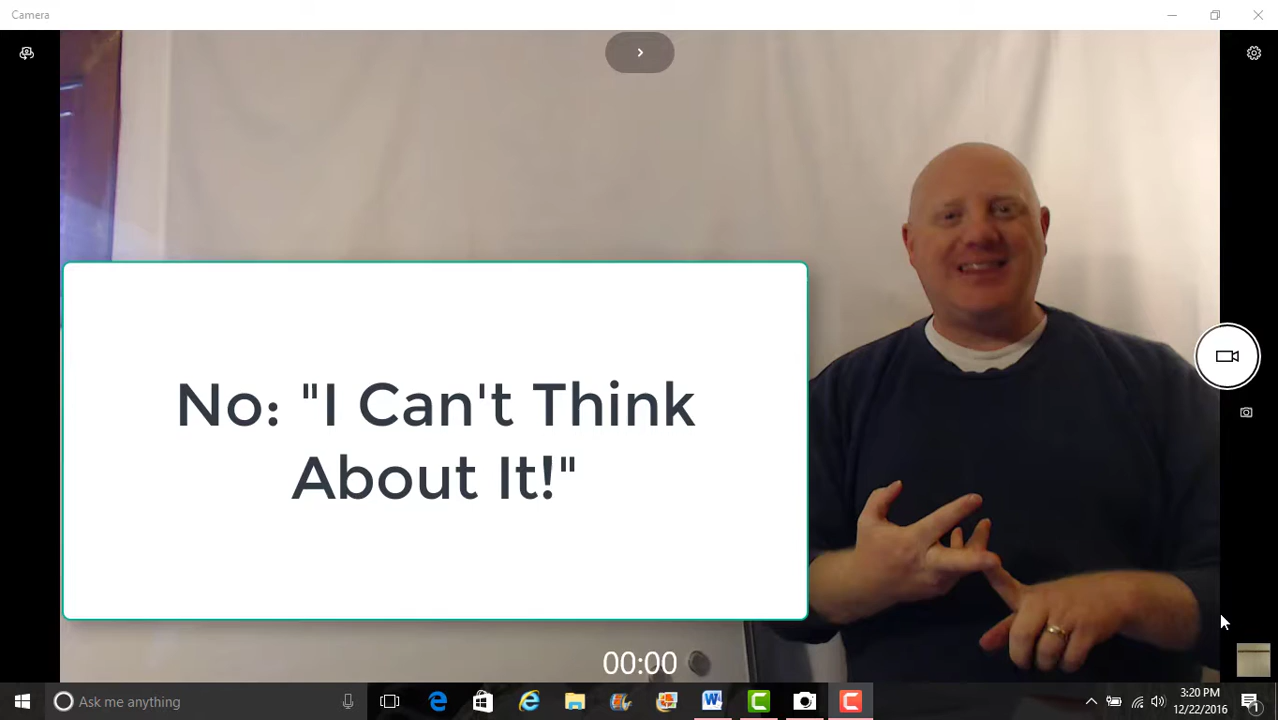 Camera
No: "I Can't Think
About It!"
00:00
Ask me anything
3:20 PM
12/22/2016